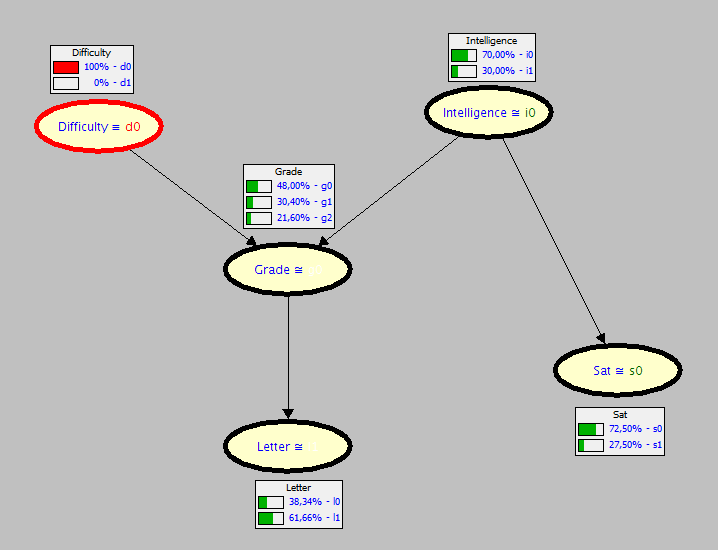 Difficulty
100% - d0
0% - d1
Difficulty ≅ d0
Intelligence
70,00% - i0
30,00% - i1
Intelligence ≅ i0
Grade
48,00% - g0
30,40% - g1
21,60% - g2
Grade ≅
Sat ≅ s0
Sat
72,50% - s0
27,50% - s1
Letter ≅
Letter
38,34% - l0
61,66% - l1